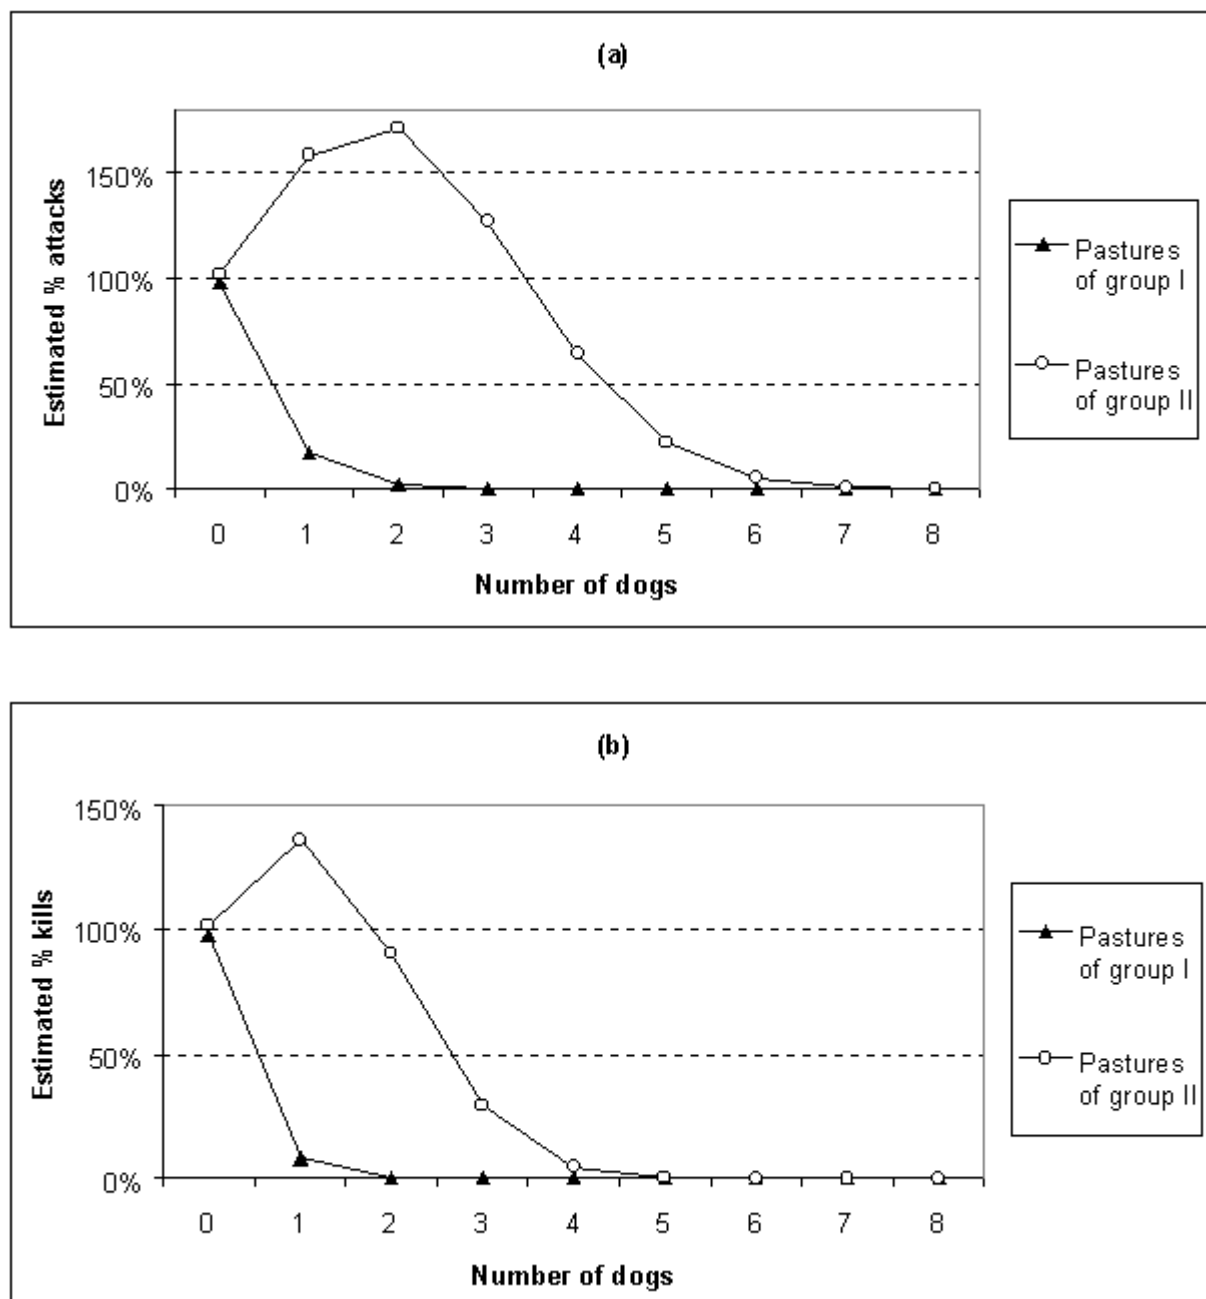 (a)
Estimated % attacks
150%
100%
50%
0%
0 1 2 3 4 5 6 7 8
Number of dogs
Pastures
of group I
Pastures
of group II
(b)
Estimated % kills
150%
100%
50%
0%
0 1 2 3 4 5 6 7 8
Number of dogs
Pastures
of group I
Pastures
of group II